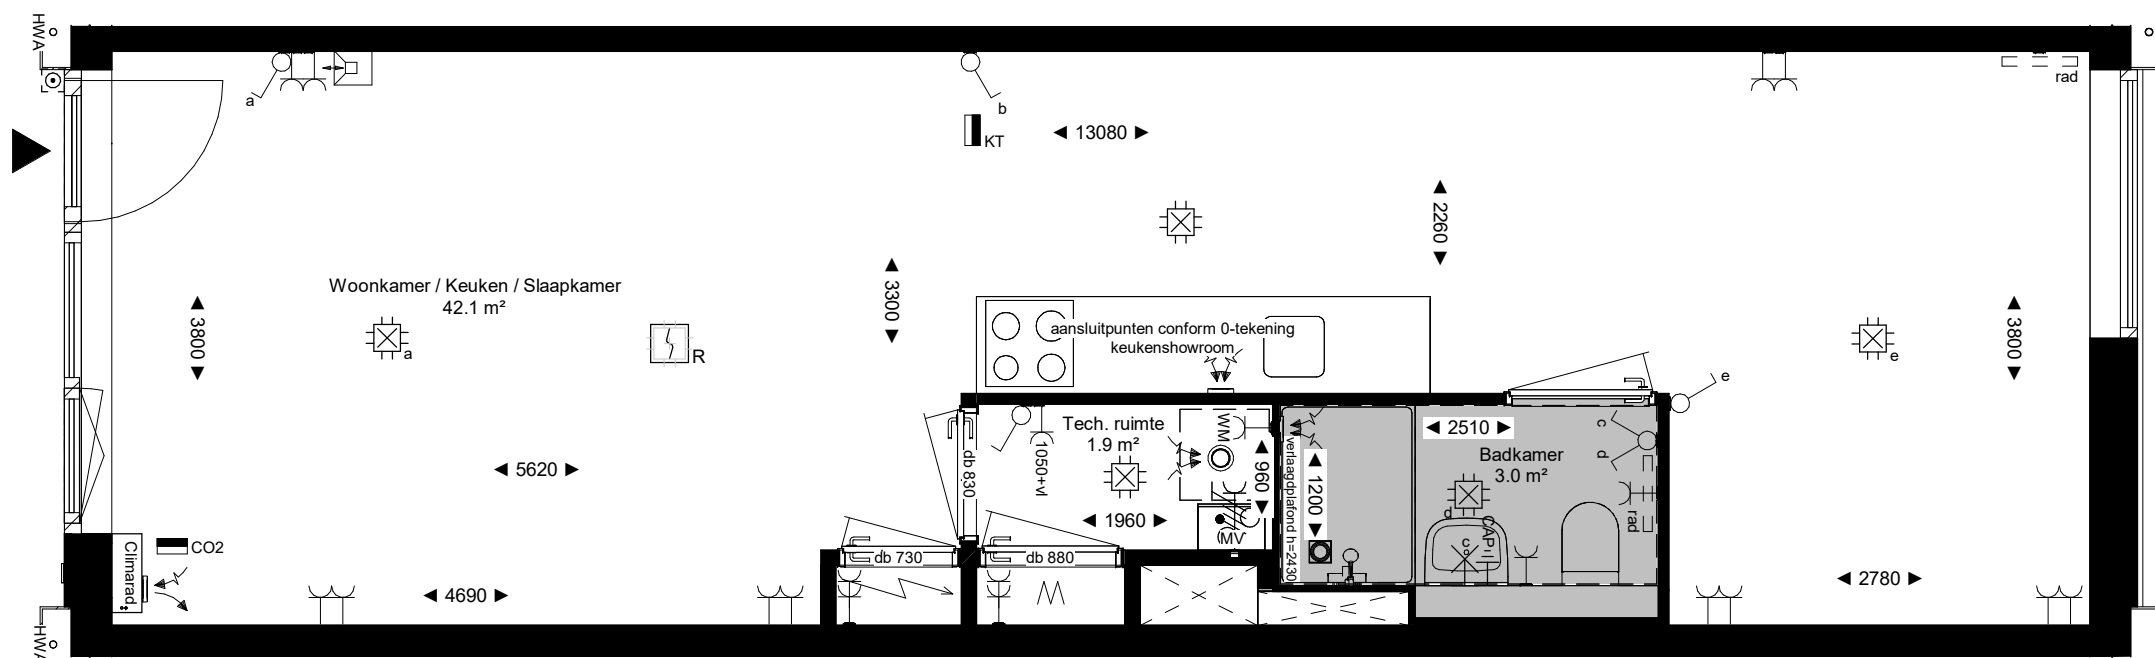 HWA
a
b
rad
KT
13080
2260
Woonkamer / Keuken / Slaapkamer
42.1 m²
3300
3800
a
R
aansluitpunten conform 0-tekening
keukenshowroom
e
3800
e
Tech. ruimte
1.9 m²
WM
1050+vl
db 830
960
1960
MV
5620
2510
Badkamer
3.0 m²
c
d
verlaagdplafond h=2430
1200
d
c
CAP
rad
CO2
Climarad
db 730
db 880
4690
2780
HWA